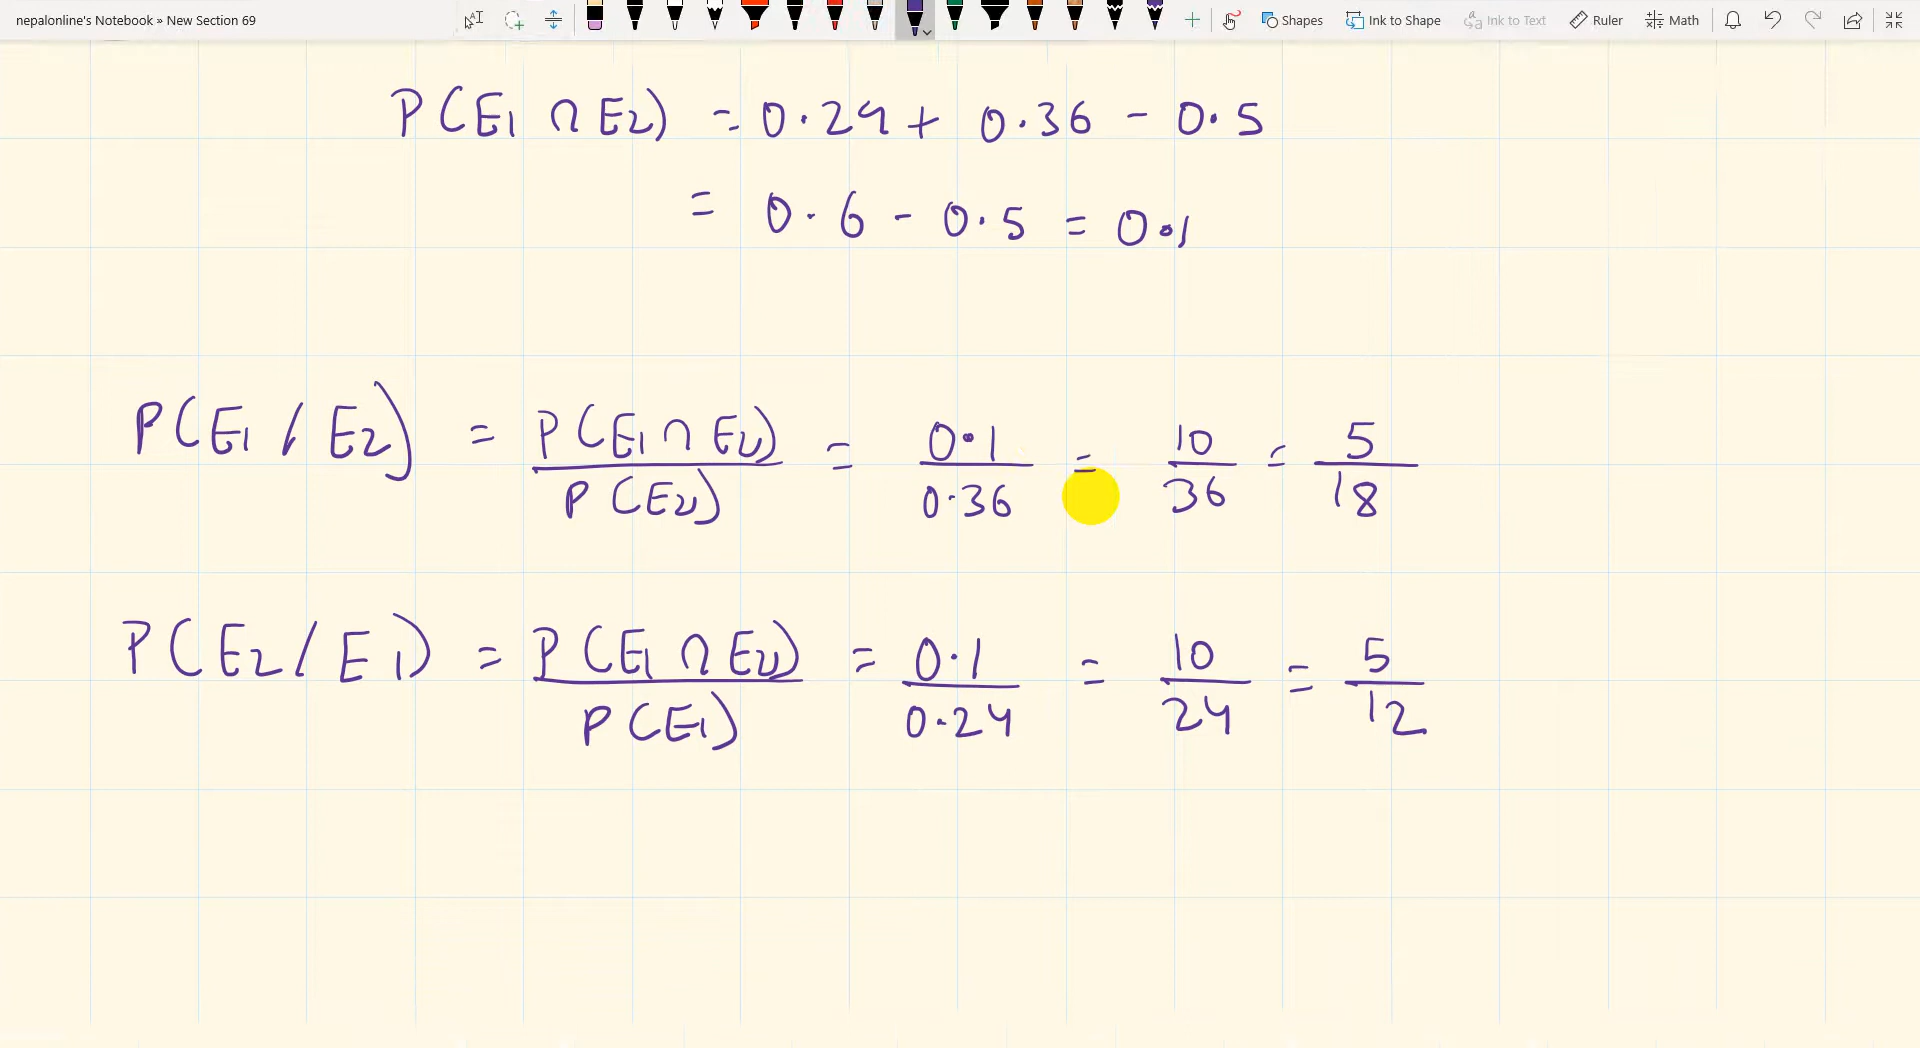 nepalonline's Notebook » New Section 69
Shapes Ink to Shape Ink to Text Ruler Math
P(E1 ∩ E2) = 0.24 + 0.36 - 0.5
= 0.6 - 0.5 = 0.1
P(E1 / E2) = P(E1 ∩ E2) / P(E2) = 0.1 / 0.36 = 10 / 36 = 5 / 18
P(E2 / E1) = P(E1 ∩ E2) / P(E1) = 0.1 / 0.24 = 10 / 24 = 5 / 12